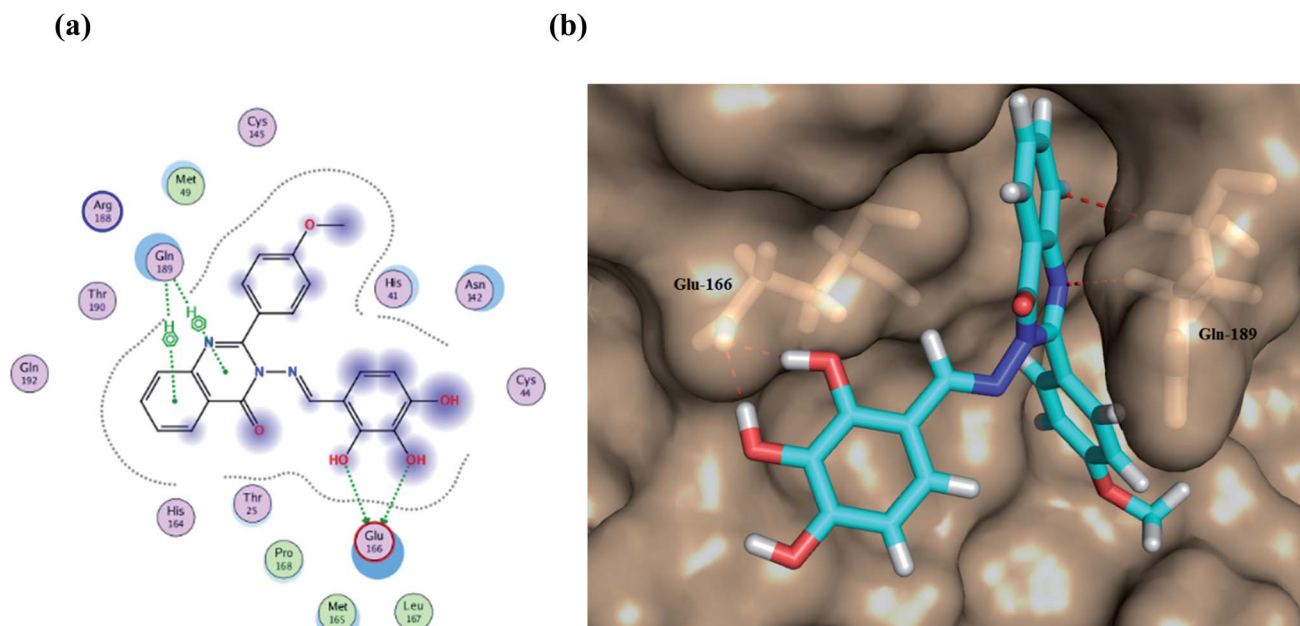 (a)
(b)
Cys
145
Met
49
Arg
188
Gln
189
Thr
190
Gln
192
His
41
Asn
142
Cys
44
O
H
H
N
N
N
O
OH
HO
OH
His
164
Thr
25
Glu
166
Pro
168
Met
165
Leu
167
Glu-166
Gln-189